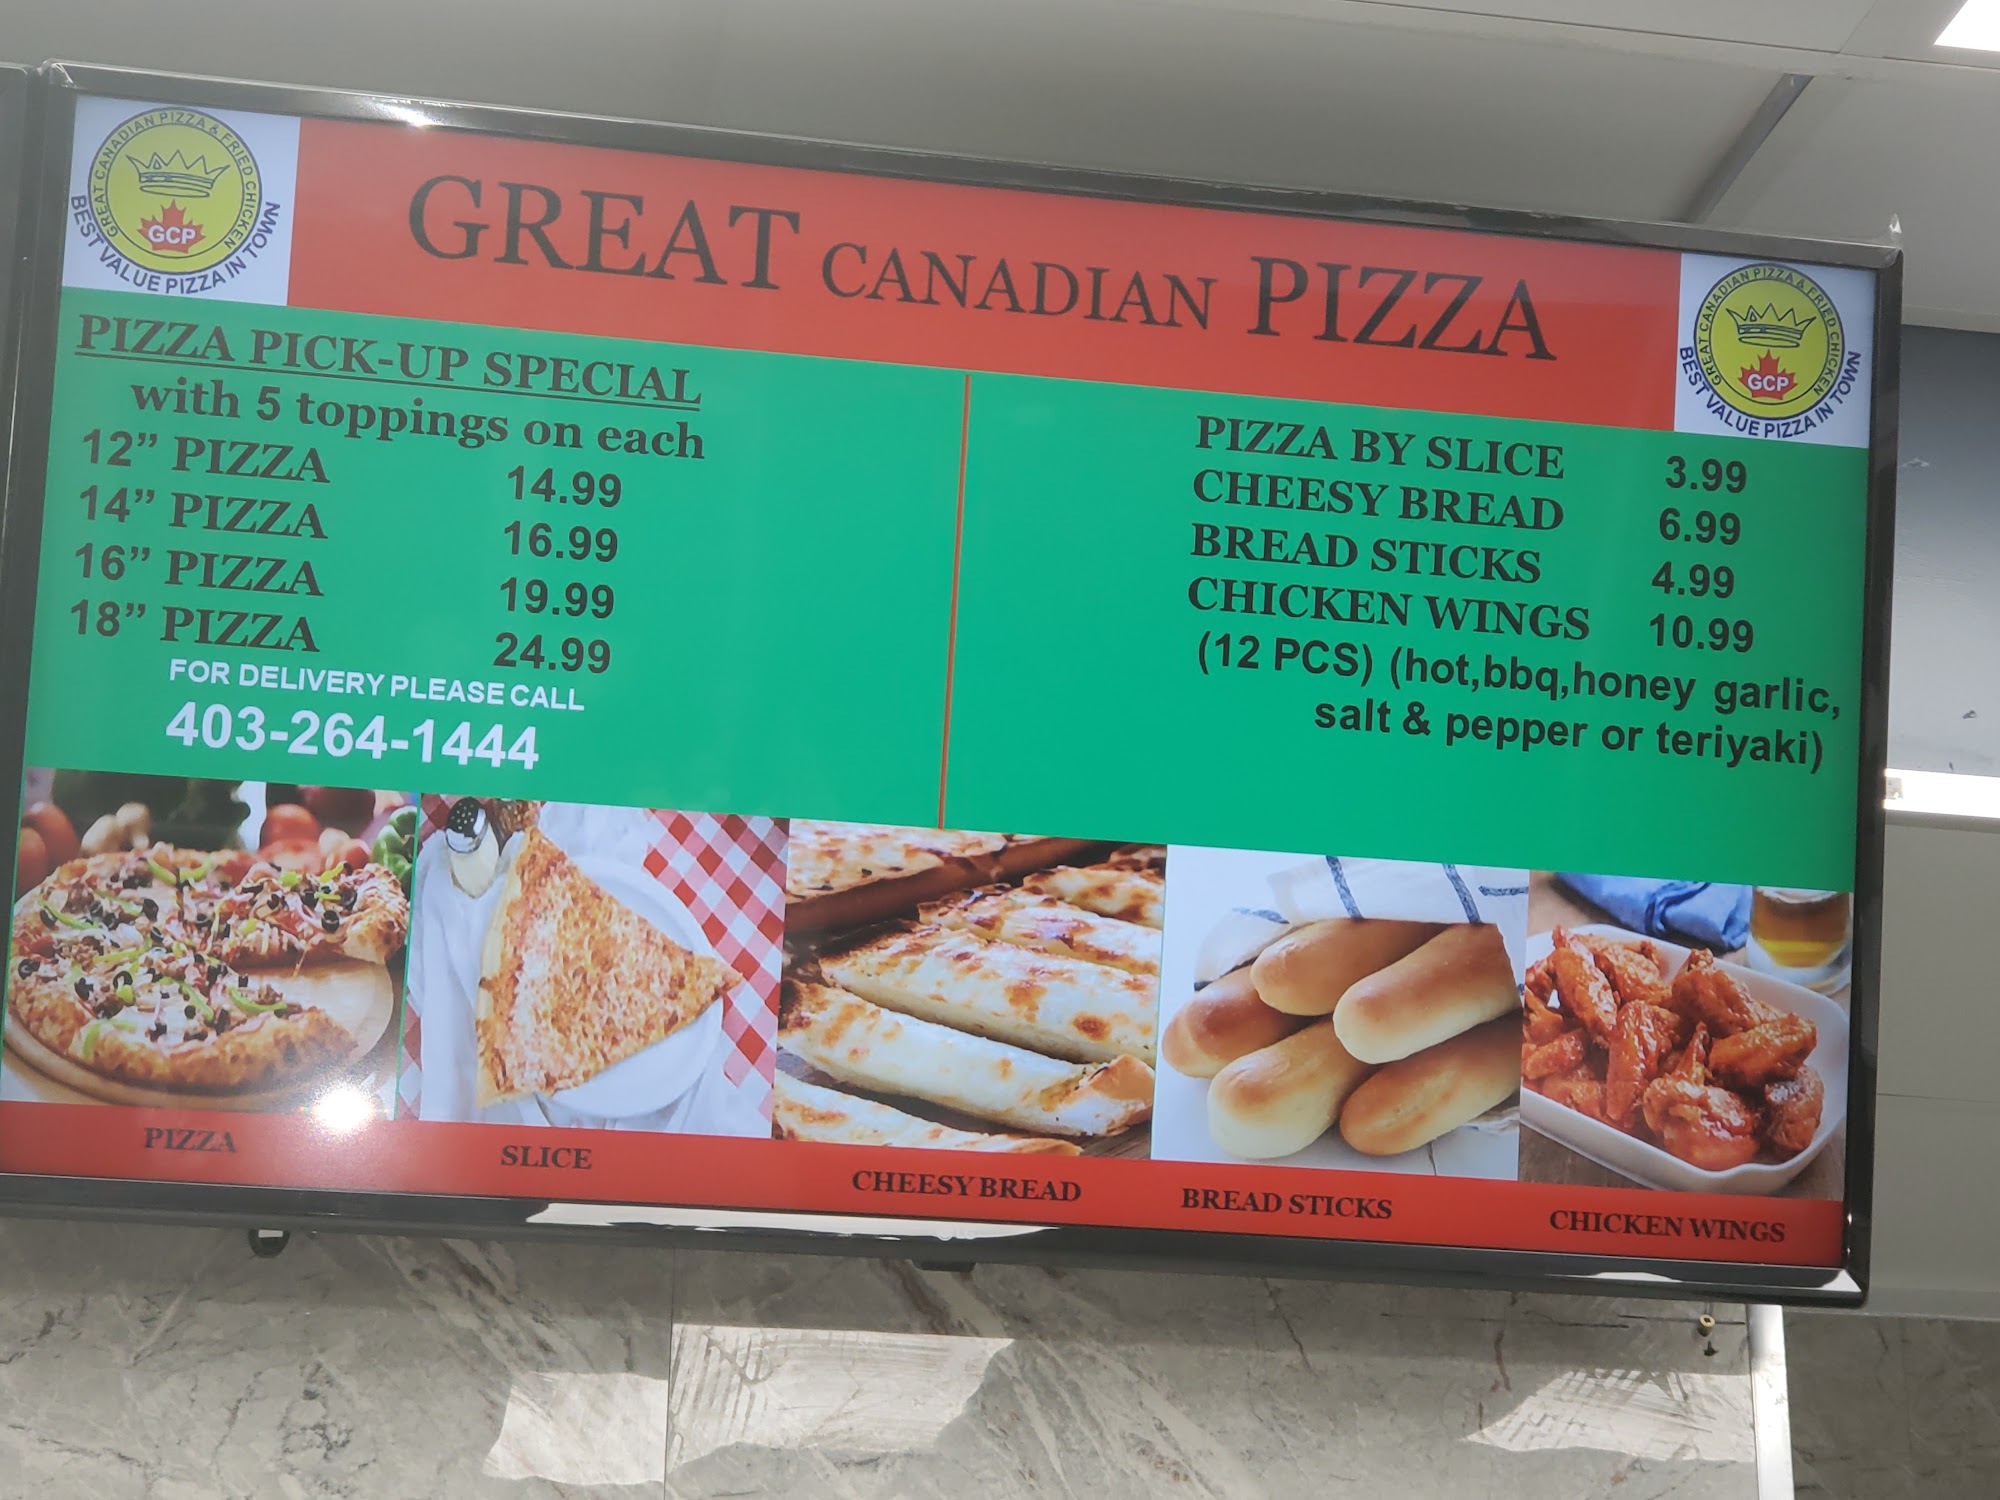 GREAT CANADIAN PIZZA & FRIED CHICKEN
GCP
BEST VALUE PIZZA IN TOWN
GREAT CANADIAN PIZZA
GREAT CANADIAN PIZZA & FRIED CHICKEN
GCP
BEST VALUE PIZZA IN TOWN
PIZZA PICK-UP SPECIAL
with 5 toppings on each
12” PIZZA 14.99
14” PIZZA 16.99
16” PIZZA 19.99
18” PIZZA 24.99
FOR DELIVERY PLEASE CALL
403-264-1444
PIZZA BY SLICE 3.99
CHEESY BREAD 6.99
BREAD STICKS 4.99
CHICKEN WINGS 10.99
(12 PCS) (hot,bbq,honey garlic,
salt & pepper or teriyaki)
PIZZA
SLICE
CHEESY BREAD
BREAD STICKS
CHICKEN WINGS